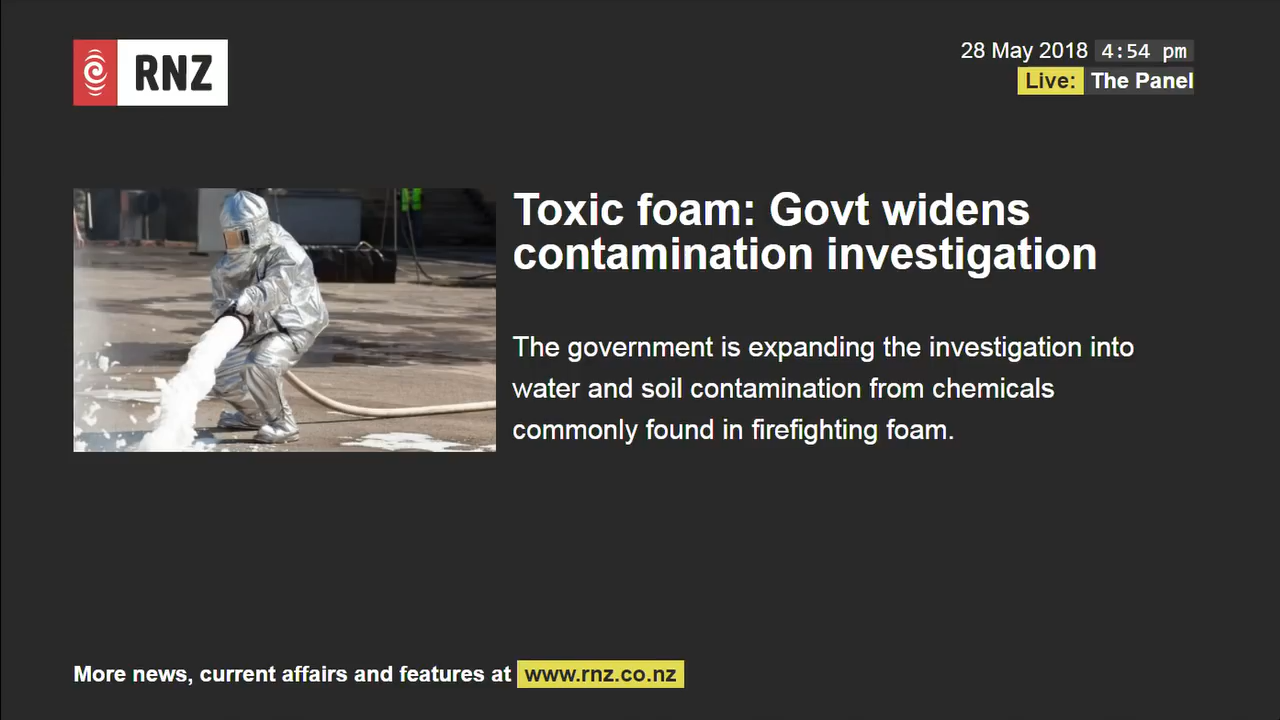 RNZ
28 May 2018 4:54 pm
Live: The Panel
Toxic foam: Govt widens
contamination investigation
The government is expanding the investigation into
water and soil contamination from chemicals
commonly found in firefighting foam.
More news, current affairs and features at www.rnz.co.nz